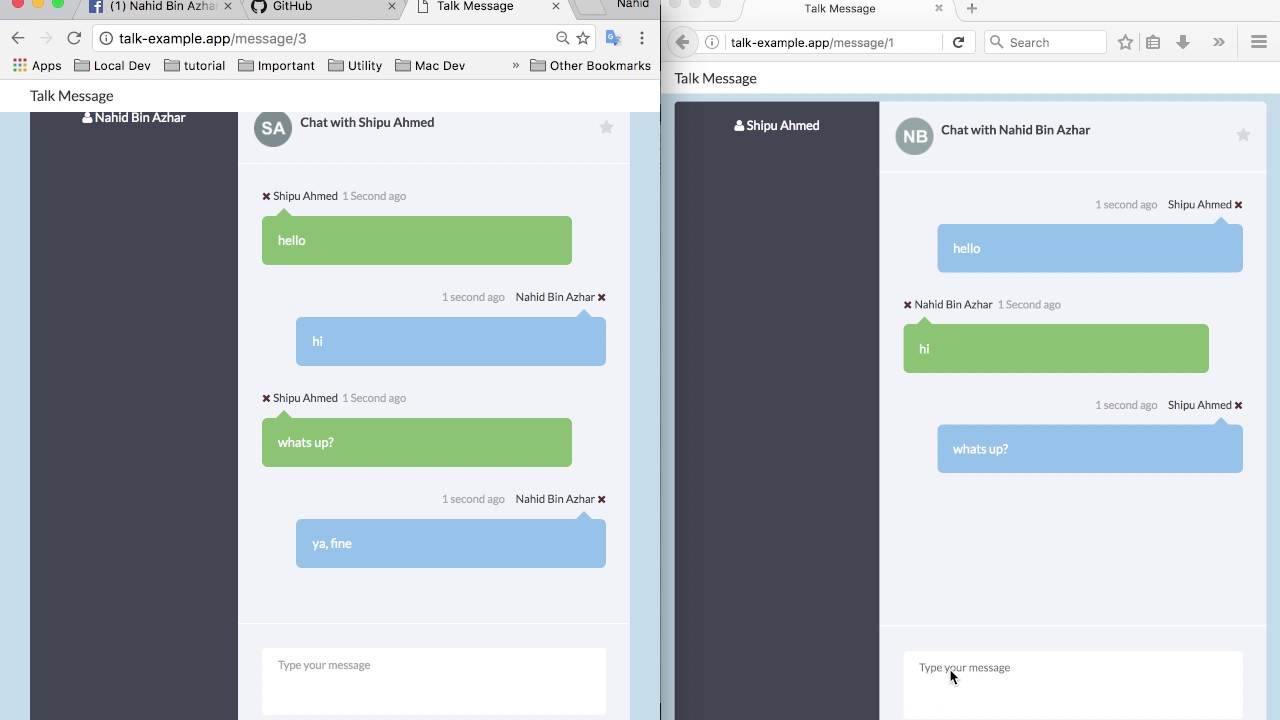 (1) Nahid Bin Azha
GitHub
Talk Message
Nahid
talk-example.app/message/3
Apps
Local Dev
tutorial
Important
Utility
Mac Dev
»
Other Bookmarks
Talk Message
Nahid Bin Azhar
SA
Chat with Shipu Ahmed
Shipu Ahmed 1 Second ago
hello
1 second ago Nahid Bin Azhar
hi
Shipu Ahmed 1 Second ago
whats up?
1 second ago Nahid Bin Azhar
ya, fine
Type your message
Talk Message
talk-example.app/message/1
Search
»
Talk Message
Shipu Ahmed
NB
Chat with Nahid Bin Azhar
1 second ago Shipu Ahmed
hello
Nahid Bin Azhar 1 Second ago
hi
1 second ago Shipu Ahmed
whats up?
Type your message